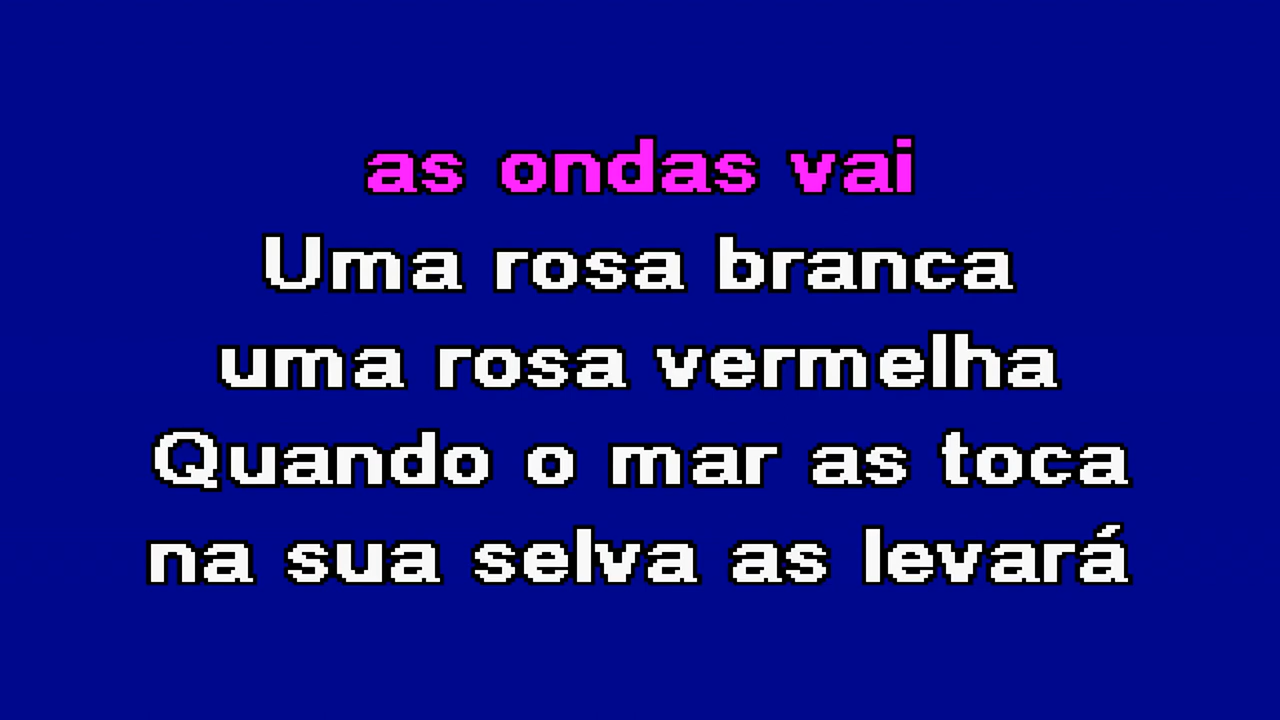 as ondas vai
Uma rosa branca
uma rosa vermelha
Quando o mar as toca
na sua selva as levará